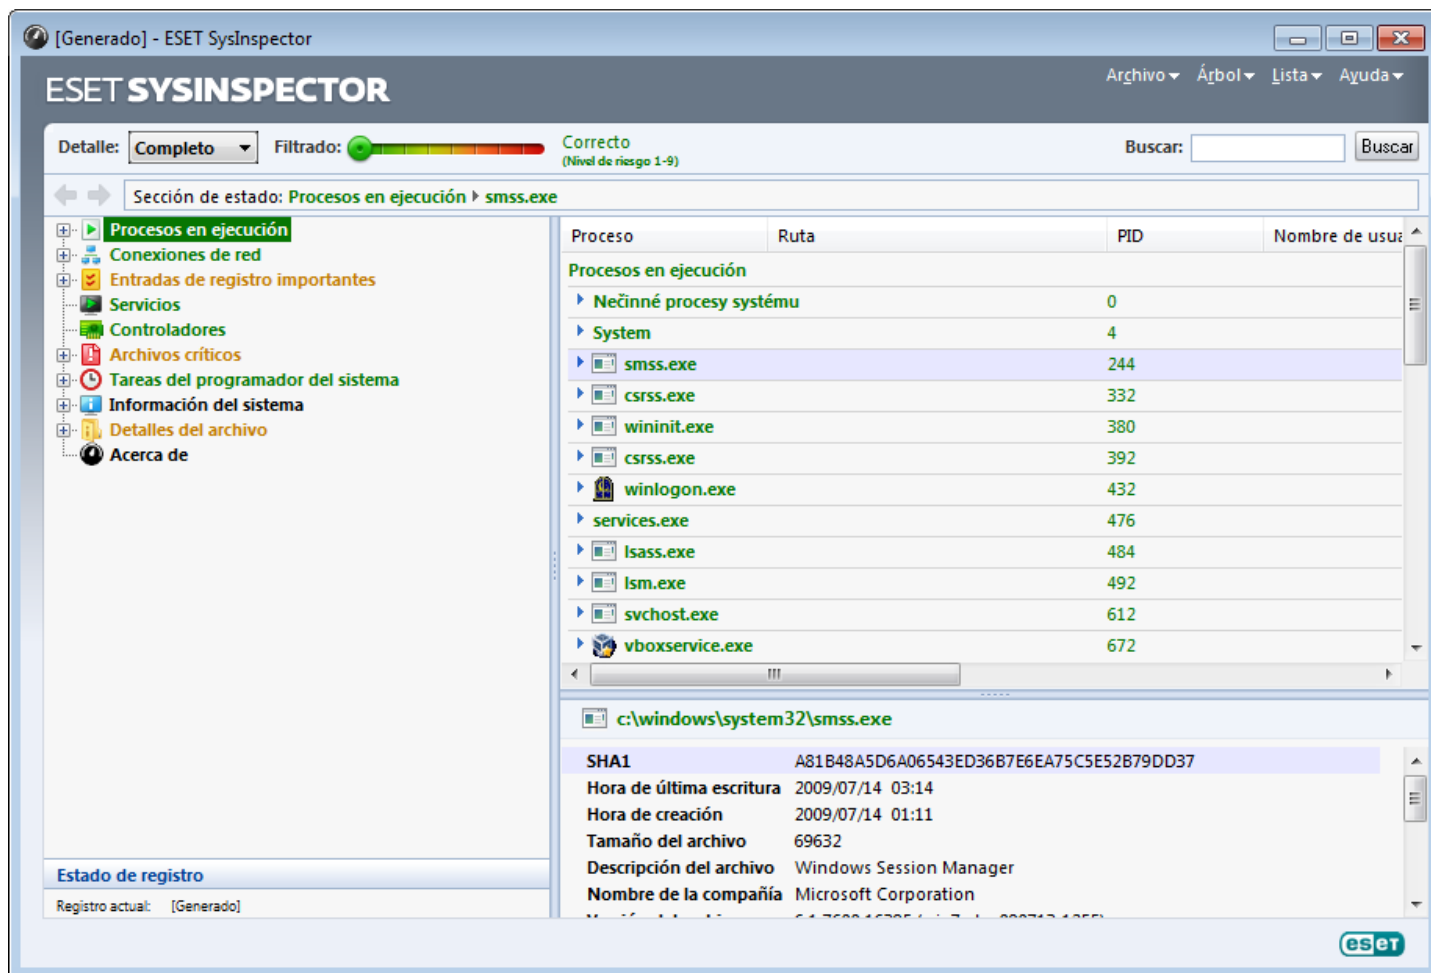 [Generado] - ESET SysInspector
ESET SYSINSPECTOR
Archivo Árbol Lista Ayuda
Detalle: Completo Filtrado: Correcto Buscar: Buscar
(Nivel de riesgo 1-9)
Sección de estado: Procesos en ejecución smss.exe
Procesos en ejecución
Conexiones de red
Entradas de registro importantes
Servicios
Controladores
Archivos críticos
Tareas del programador del sistema
Información del sistema
Detalles del archivo
Acerca de
Estado de registro
Registro actual: [Generado]
Proceso Ruta PID Nombre de usua
Procesos en ejecución
Nečinné procesy systému 0
System 4
smss.exe 244
csrss.exe 332
wininit.exe 380
csrss.exe 392
winlogon.exe 432
services.exe 476
lsass.exe 484
lsm.exe 492
svchost.exe 612
vboxservice.exe 672
c:\windows\system32\smss.exe
SHA1 A81B48A5D6A06543ED36B7E6EA75C5E52B79DD37
Hora de última escritura 2009/07/14 03:14
Hora de creación 2009/07/14 01:11
Tamaño del archivo 69632
Descripción del archivo Windows Session Manager
Nombre de la compañía Microsoft Corporation
eseT